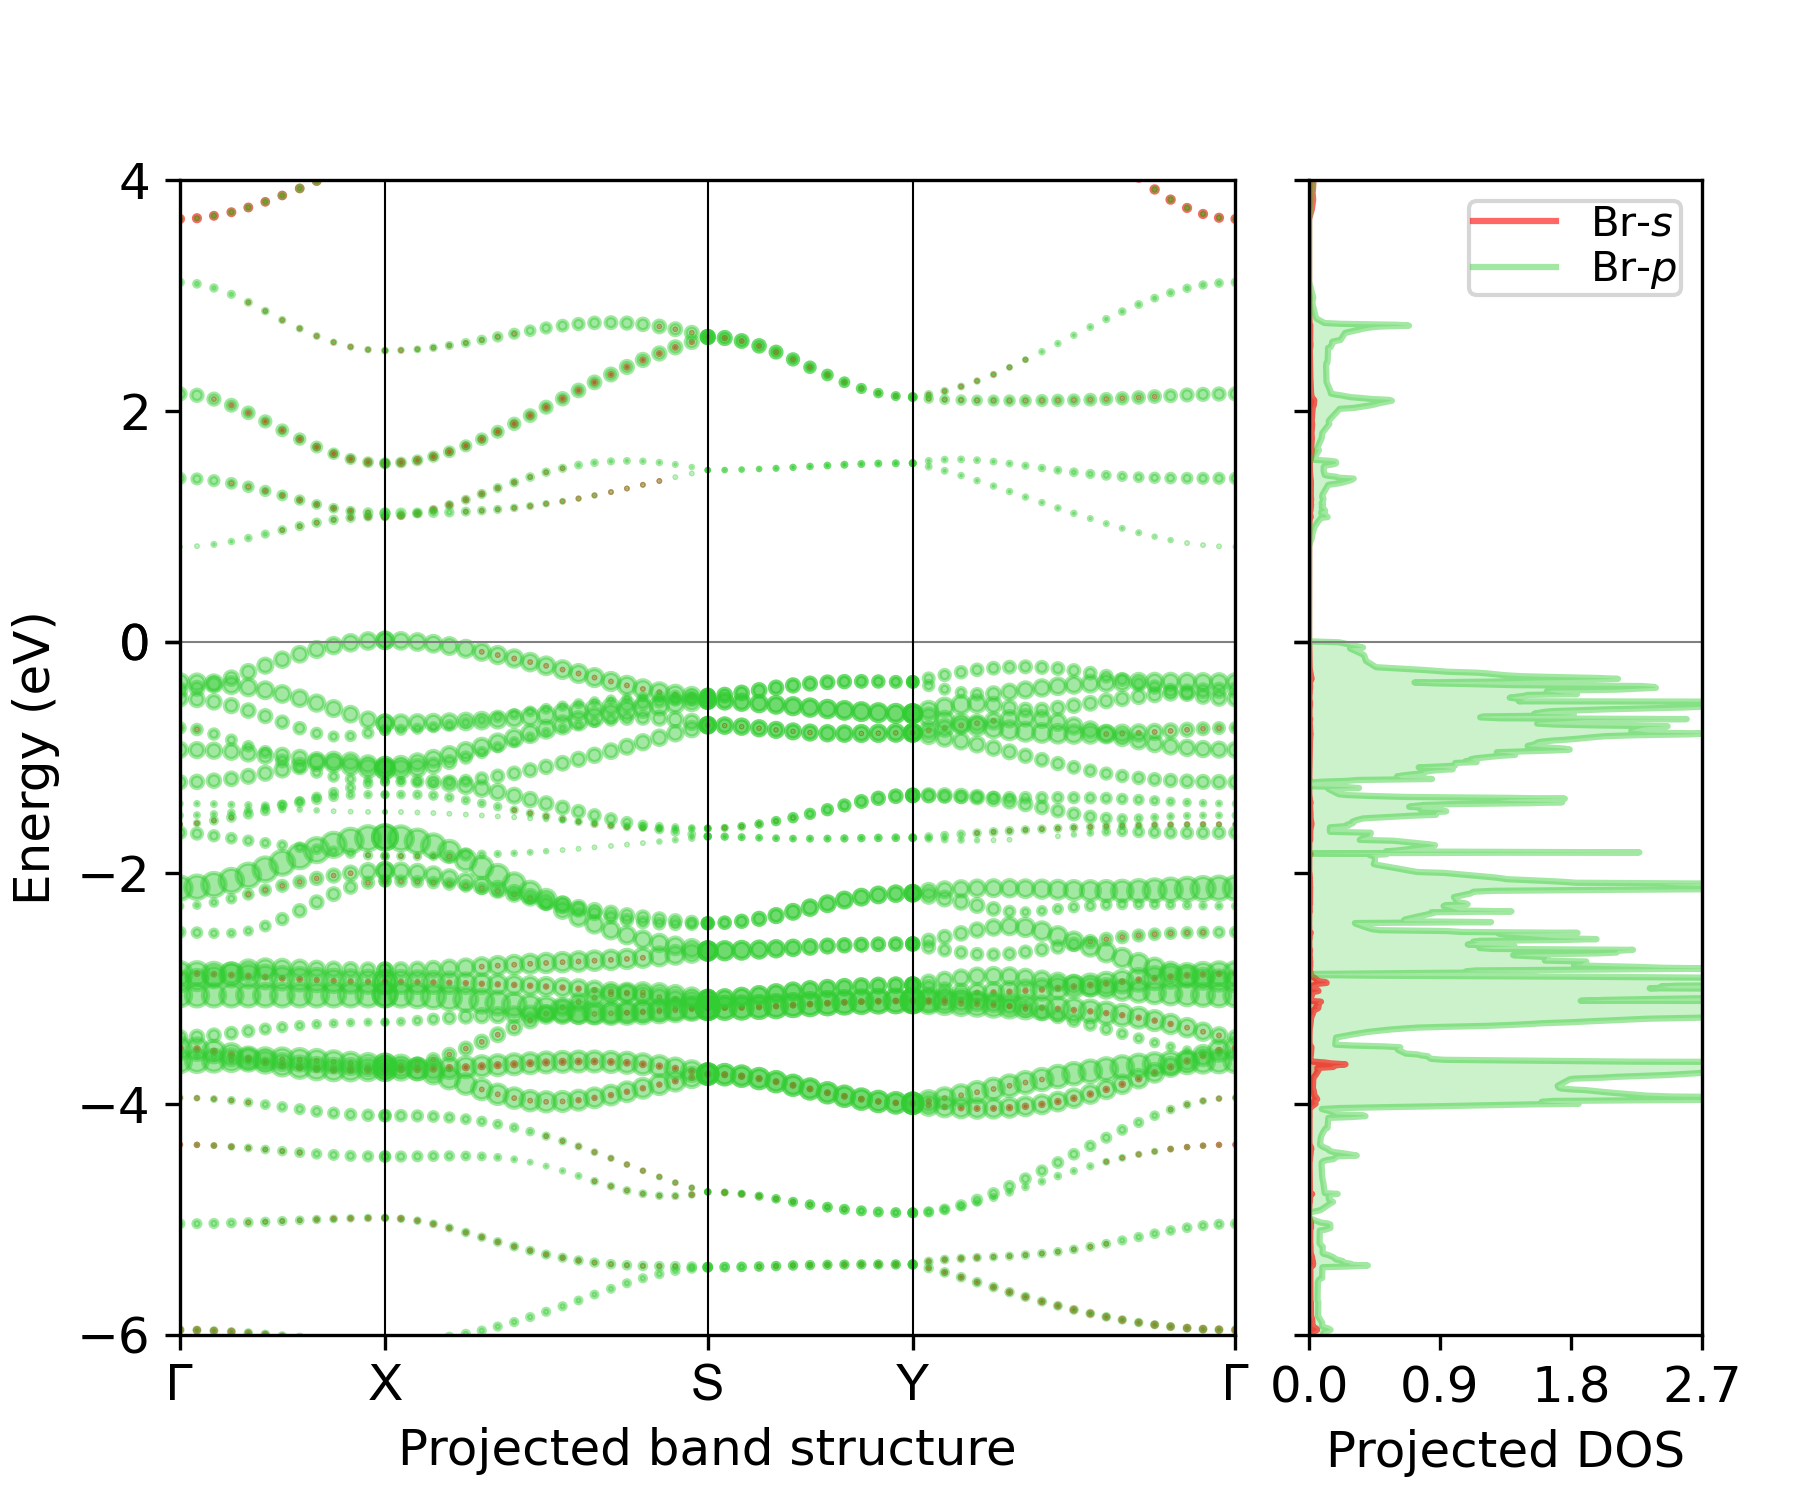 Energy (eV)
4
2
0
−2
−4
−6
Γ X S Y Γ
Projected band structure
Br-s
Br-p
0.0 0.9 1.8 2.7
Projected DOS